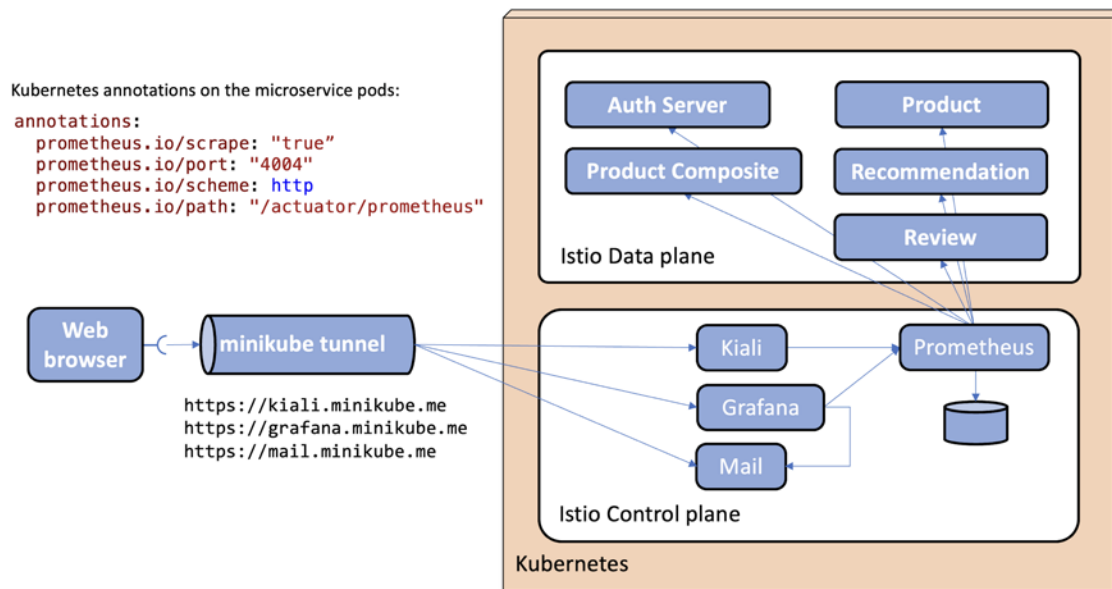 Kubernetes annotations on the microservice pods:
annotations:
prometheus.io/scrape: "true”
prometheus.io/port: "4004"
prometheus.io/scheme: http
prometheus.io/path: "/actuator/prometheus"
Web
browser
minikube tunnel
https://kiali.minikube.me
https://grafana.minikube.me
https://mail.minikube.me
Auth Server
Product
Product Composite
Recommendation
Review
Istio Data plane
Kiali
Prometheus
Grafana
Mail
Istio Control plane
Kubernetes